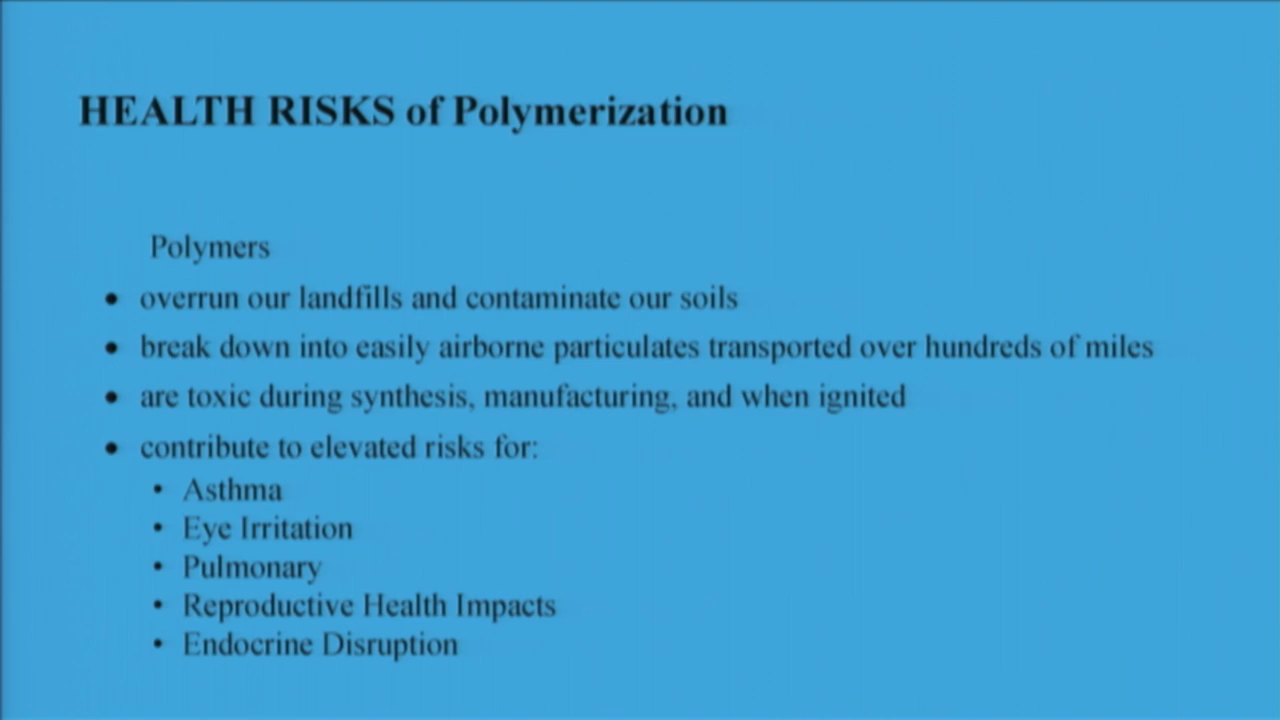 HEALTH RISKS of Polymerization
Polymers
• overrun our landfills and contaminate our soils
• break down into easily airborne particulates transported over hundreds of miles
• are toxic during synthesis, manufacturing, and when ignited
• contribute to elevated risks for:
• Asthma
• Eye Irritation
• Pulmonary
• Reproductive Health Impacts
• Endocrine Disruption